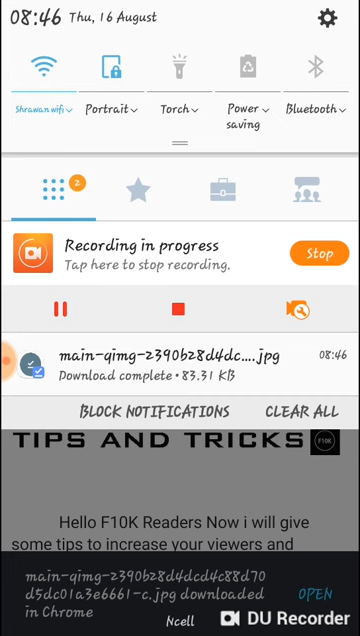 08:46 Thu, 16 August
Shrawan wifi
Portrait
Torch
Power
saving
Bluetooth
2
Recording in progress
Stop
Tap here to stop recording.
main-qimg-2390b28d4dc....jpg
08:46
Download complete • 83.31 KB
BLOCK NOTIFICATIONS
CLEAR ALL
TIPS AND TRICKS
F10K
Hello F10K Readers Now i will give
some tips to increase your viewers and
main-qimg-2390b28d4dcd4c88d70
d5dc01a3e6661-c.jpg downloaded
in Chrome
OPEN
Ncell
DU Recorder